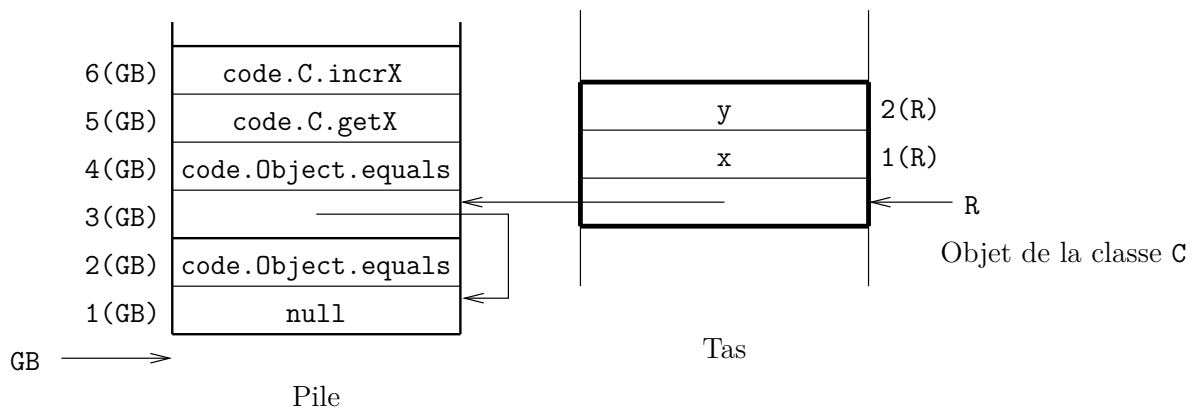 6(GB) code.C.incrX
5(GB) code.C.getX
4(GB) code.Object.equals
3(GB)
2(GB) code.Object.equals
1(GB) null
GB
Pile
y 2(R)
x 1(R)
R
Objet de la classe C
Tas